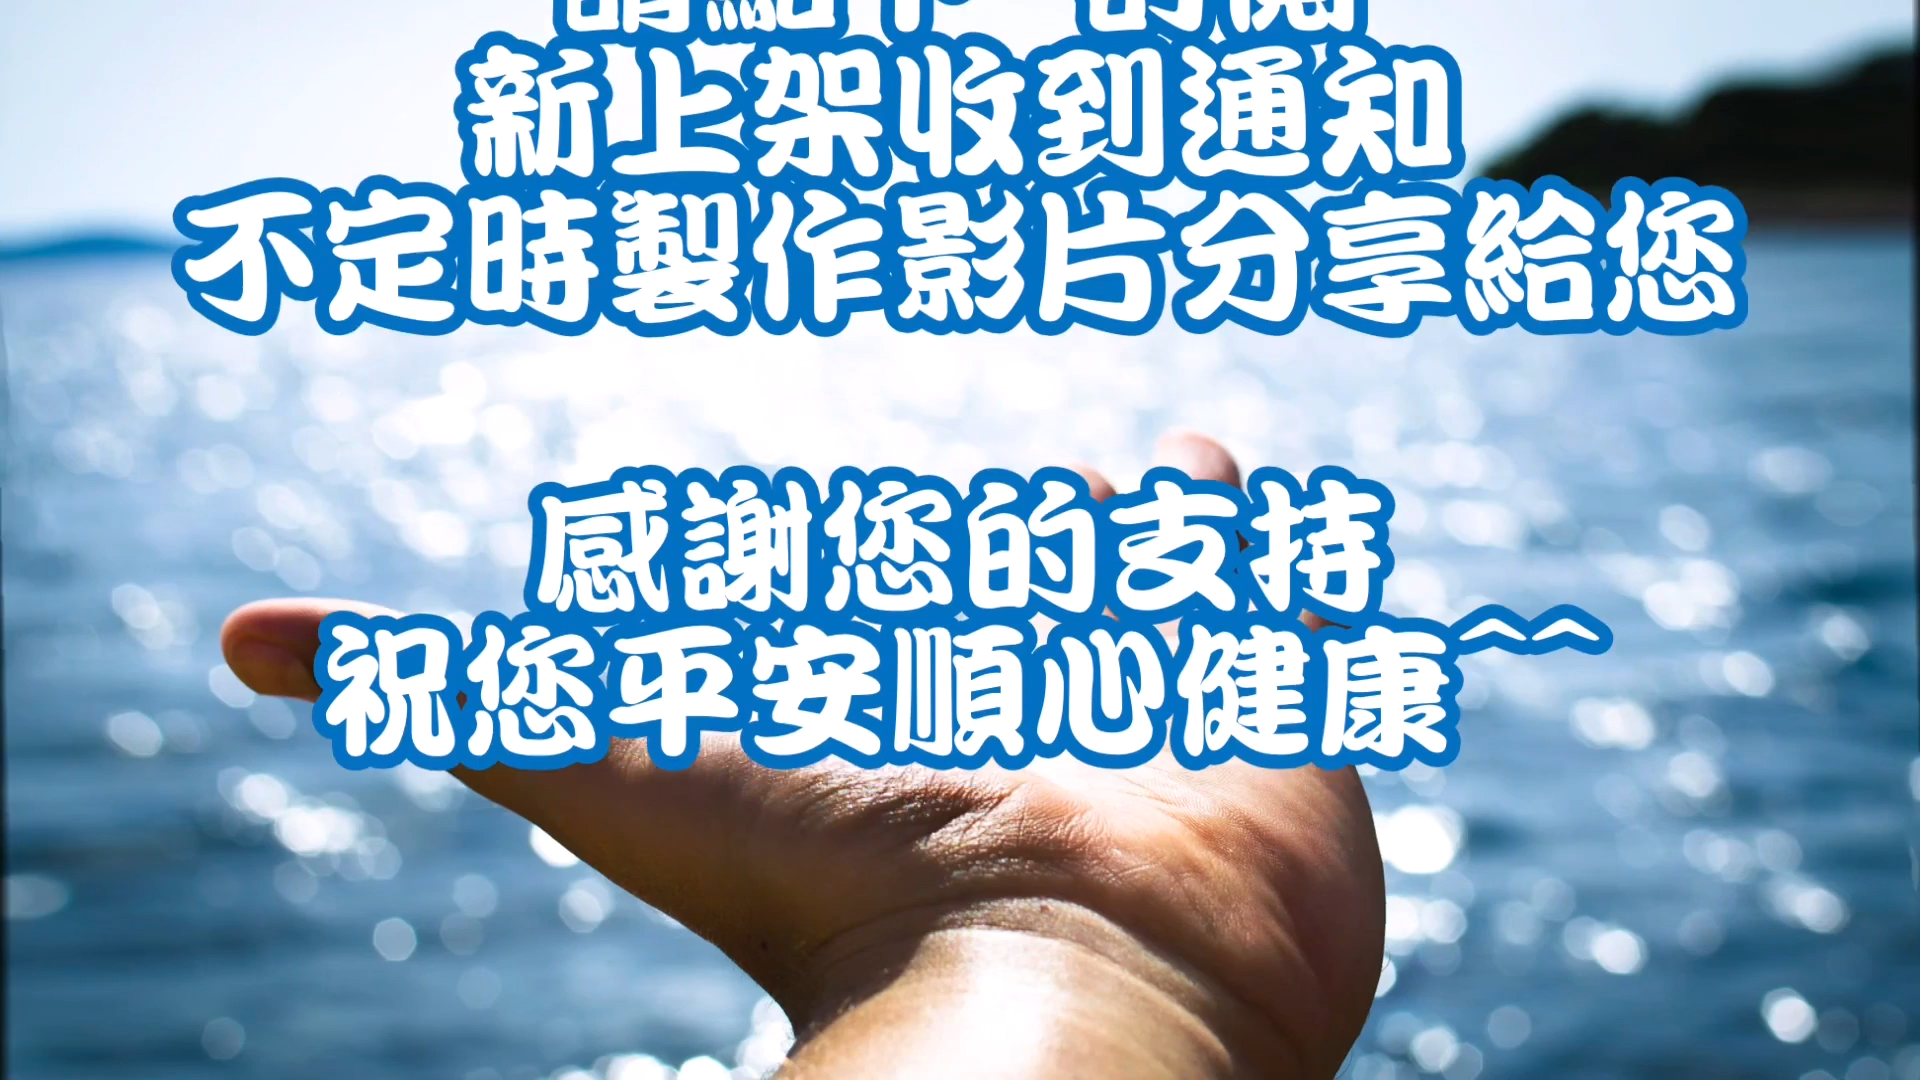 新上架收到通知
不定時製作影片分享給您
感謝您的支持
祝您平安順心健康^^